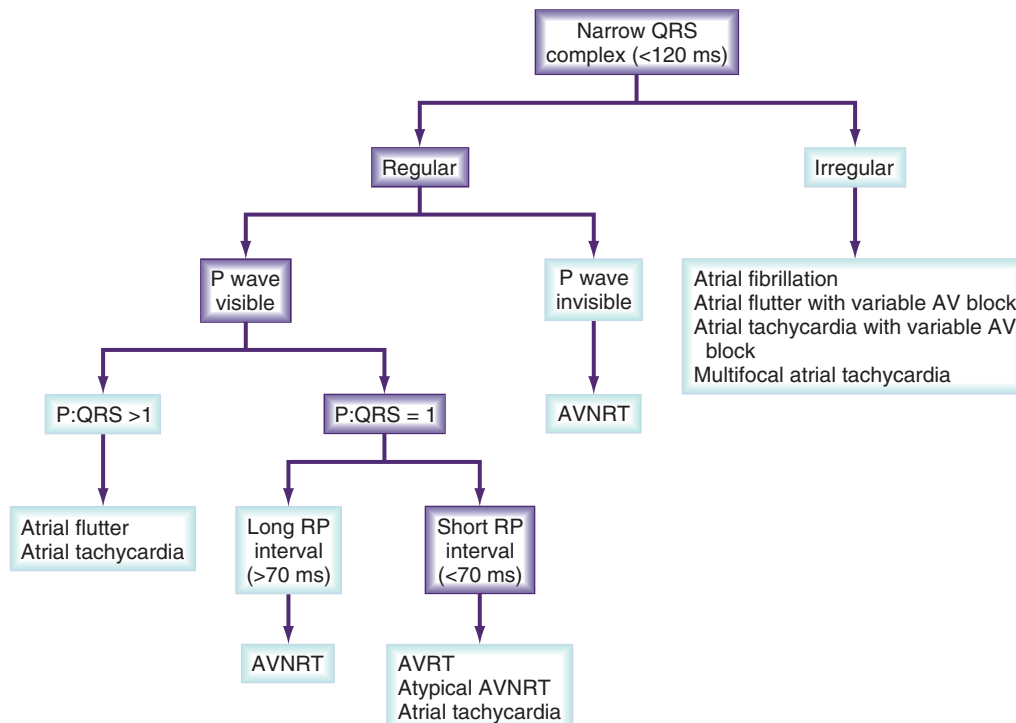 Narrow QRS
complex (<120 ms)
Regular
Irregular
P wave
visible
P wave
invisible
Atrial fibrillation
Atrial flutter with variable AV block
Atrial tachycardia with variable AV
block
Multifocal atrial tachycardia
P:QRS >1
P:QRS = 1
AVNRT
Atrial flutter
Atrial tachycardia
Long RP
interval
(>70 ms)
Short RP
interval
(<70 ms)
AVNRT
AVRT
Atypical AVNRT
Atrial tachycardia